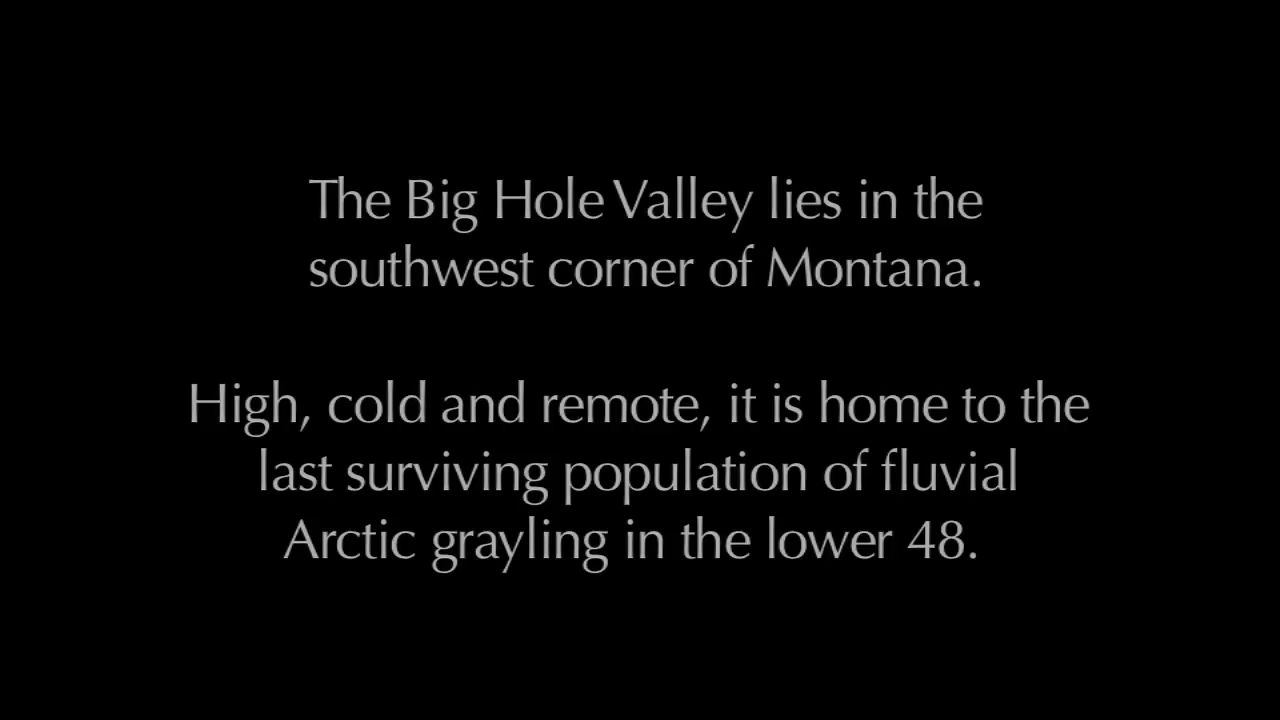 The Big Hole Valley lies in the
southwest corner of Montana.
High, cold and remote, it is home to the
last surviving population of fluvial
Arctic grayling in the lower 48.